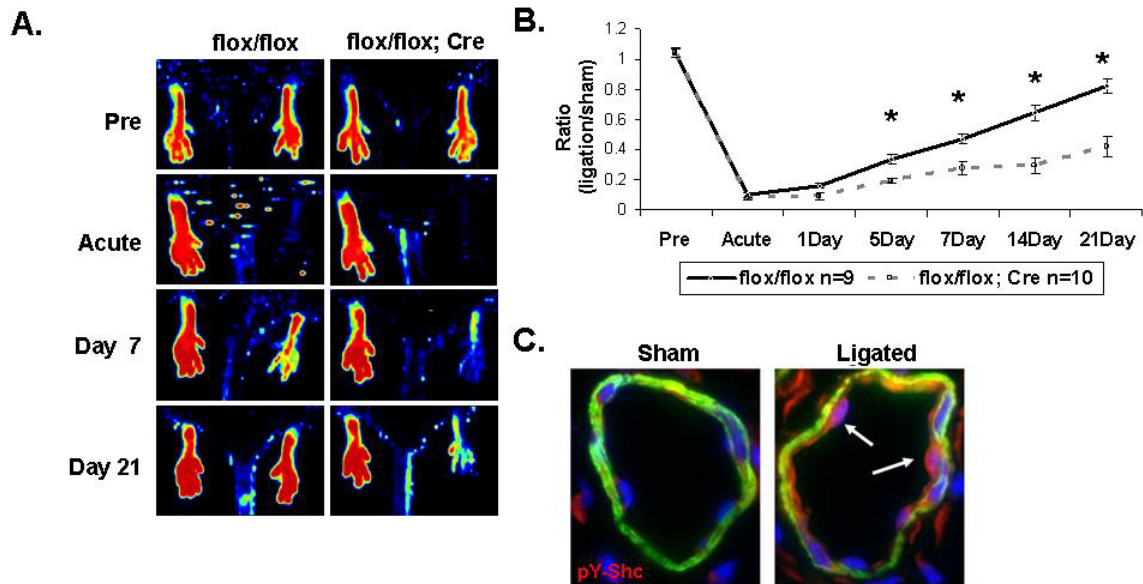 A.
flox/flox
flox/flox; Cre
Pre
Acute
Day 7
Day 21
B.
Ratio
(ligation/sham)
1.2
1
0.8
0.6
0.4
0.2
0
*
*
*
*
Pre
Acute
1Day
5Day
7Day
14Day
21Day
flox/flox n=9
flox/flox; Cre n=10
C.
Sham
Ligated
pY-Shc